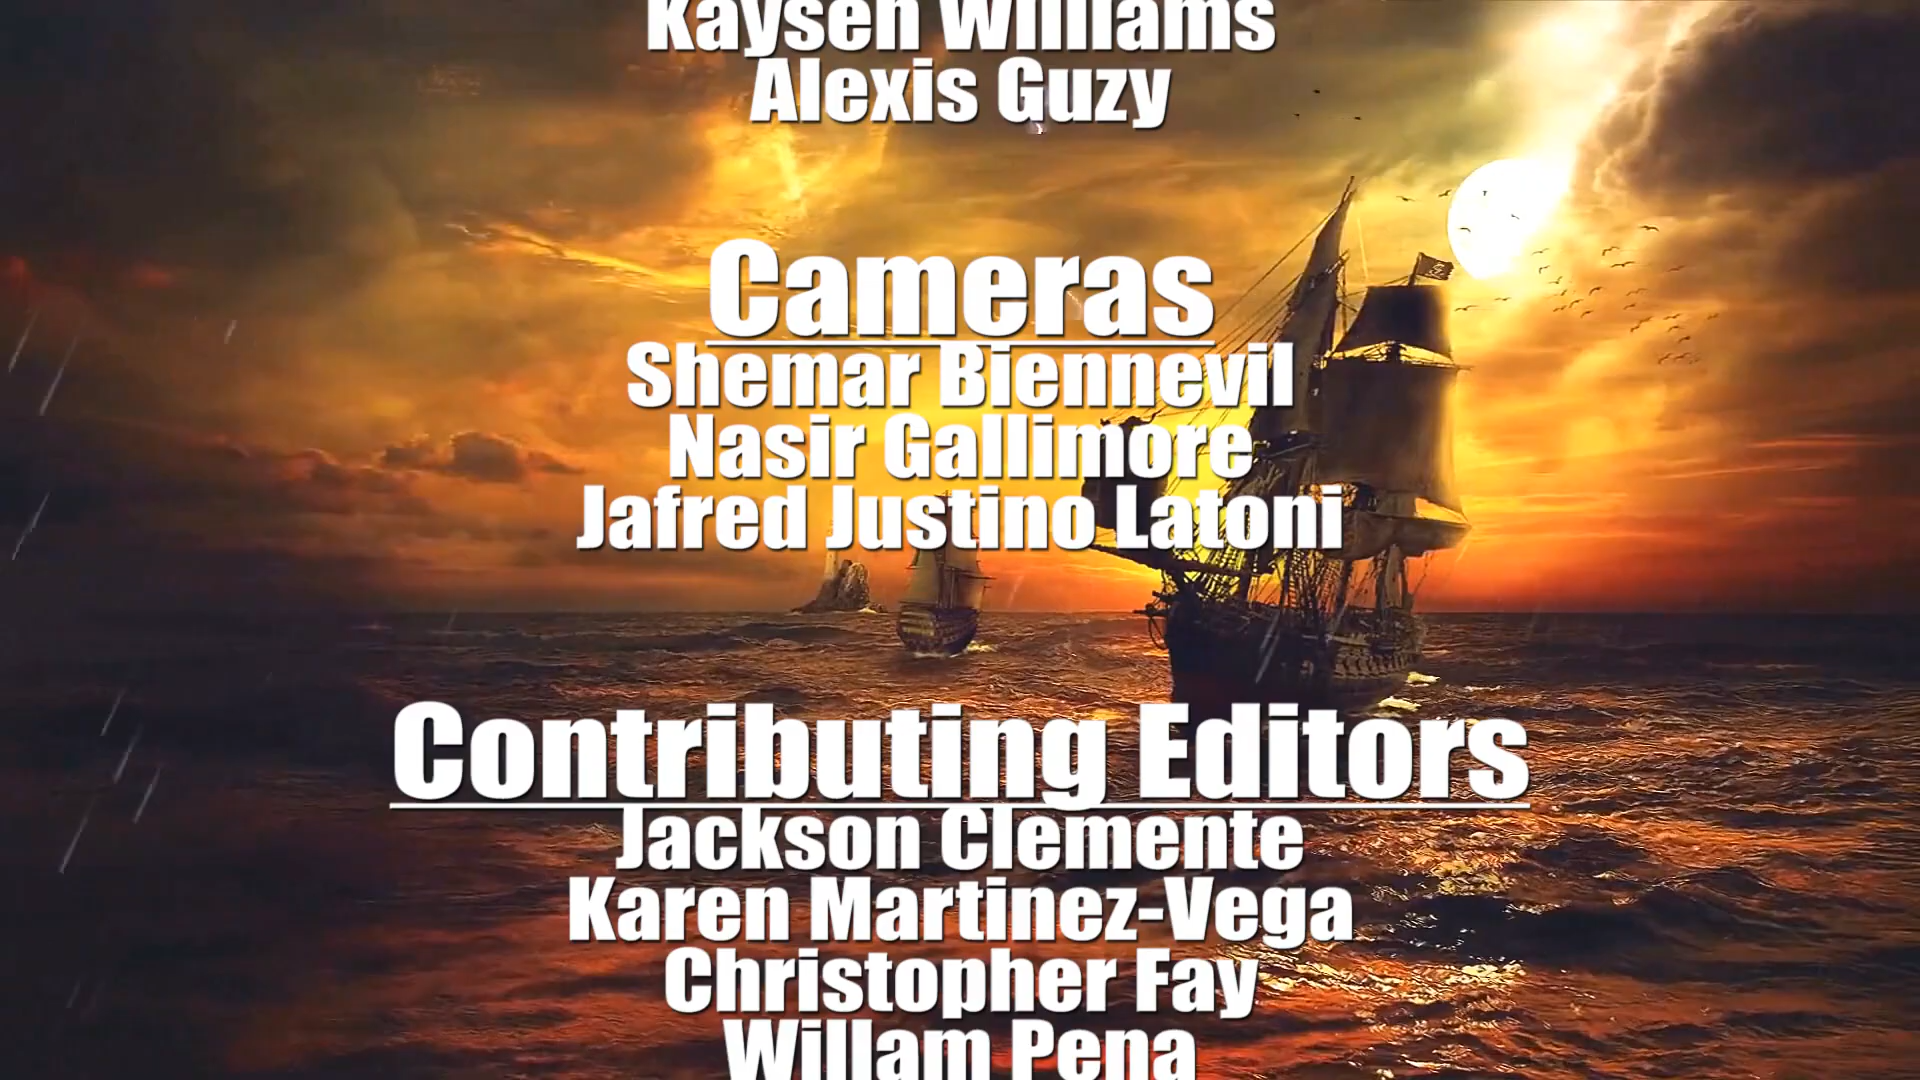 Kaysen Williams
Alexis Guzy
Cameras
Shemar Biennevil
Nasir Gallimore
Jafred Justino Latoni
Contributing Editors
Jackson Clemente
Karen Martinez-Vega
Christopher Fay
Willam Pena